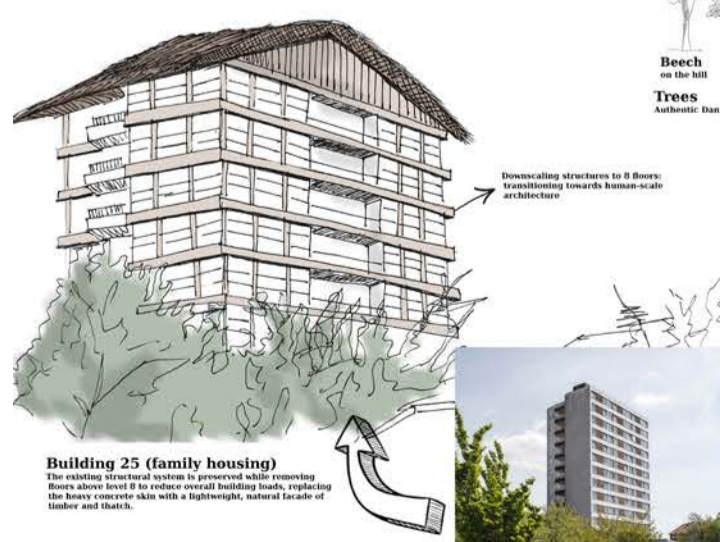 Beech
on the hill
Trees
Authentic Dan
Downscaling structures to 8 floors:
transitioning towards human-scale
architecture
Building 25 (family housing)
The existing structural system is preserved while removing
floors above level 8 to reduce overall building loads, replacing
the heavy concrete skin with a lightweight, natural facade of
timber and thatch.